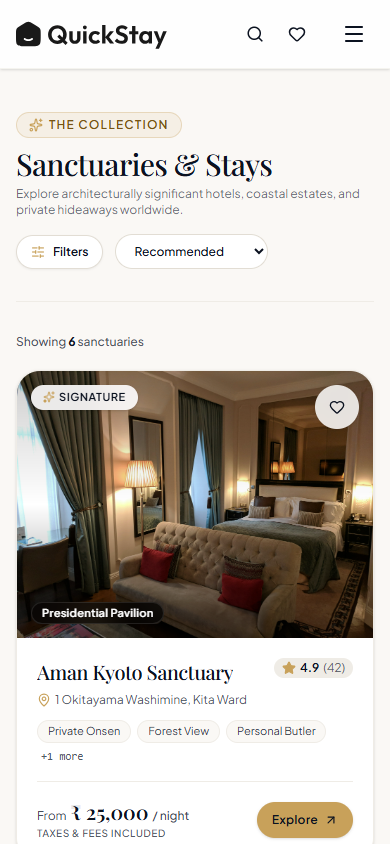 QuickStay
THE COLLECTION
Sanctuaries & Stays
Explore architecturally significant hotels, coastal estates, and
private hideaways worldwide.
Filters
Recommended
Showing 6 sanctuaries
SIGNATURE
Presidential Pavilion
Aman Kyoto Sanctuary
4.9 (42)
1 Okitayama Washimine, Kita Ward
Private Onsen
Forest View
Personal Butler
+1 more
From ₹ 25,000 / night
TAXES & FEES INCLUDED
Explore